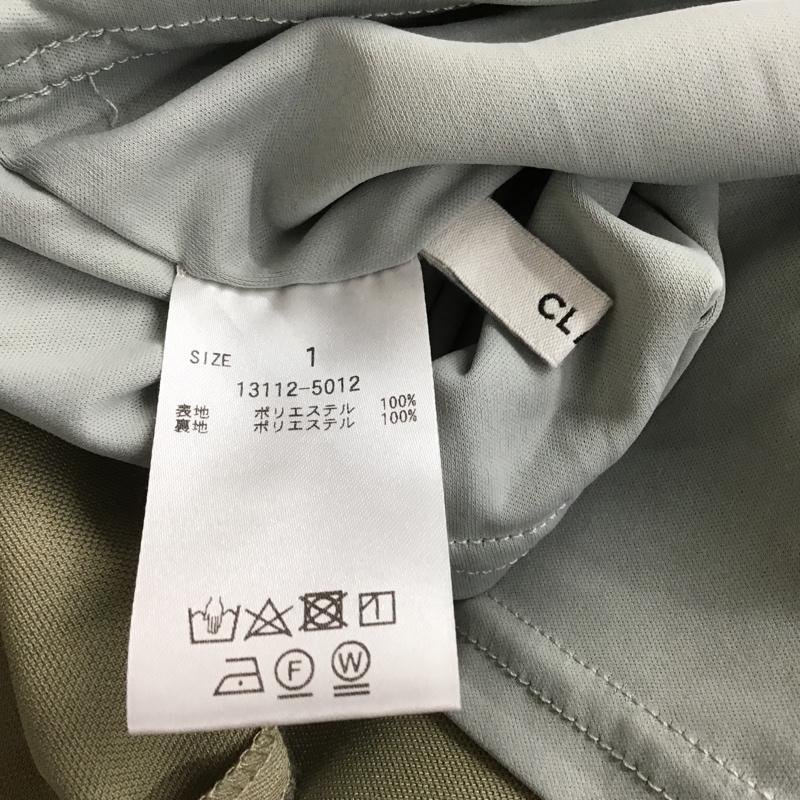 SIZE 1
13112-5012
表地 ポリエステル 100%
裏地 ポリエステル 100%
F W
CL